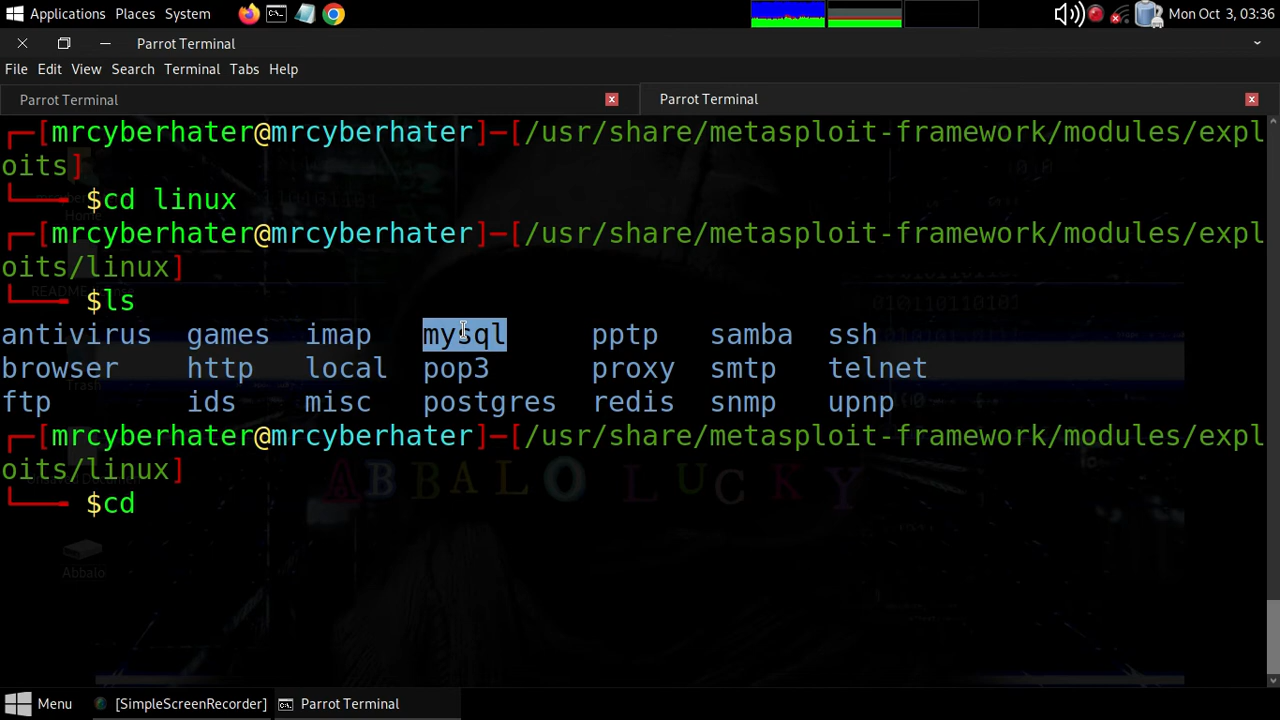 Applications Places System Mon Oct 3, 03:36
Parrot Terminal
File Edit View Search Terminal Tabs Help
Parrot Terminal Parrot Terminal
┌─[mrcyberhater@mrcyberhater]─[/usr/share/metasploit-framework/modules/expl
oits]
└──╼ $cd linux
┌─[mrcyberhater@mrcyberhater]─[/usr/share/metasploit-framework/modules/expl
oits/linux]
└──╼ $ls
antivirus games imap mysql pptp samba ssh
browser http local pop3 proxy smtp telnet
ftp ids misc postgres redis snmp upnp
┌─[mrcyberhater@mrcyberhater]─[/usr/share/metasploit-framework/modules/expl
oits/linux]
└──╼ $cd
ABBALO LUCKY
Abbalo
Menu [SimpleScreenRecorder] Parrot Terminal